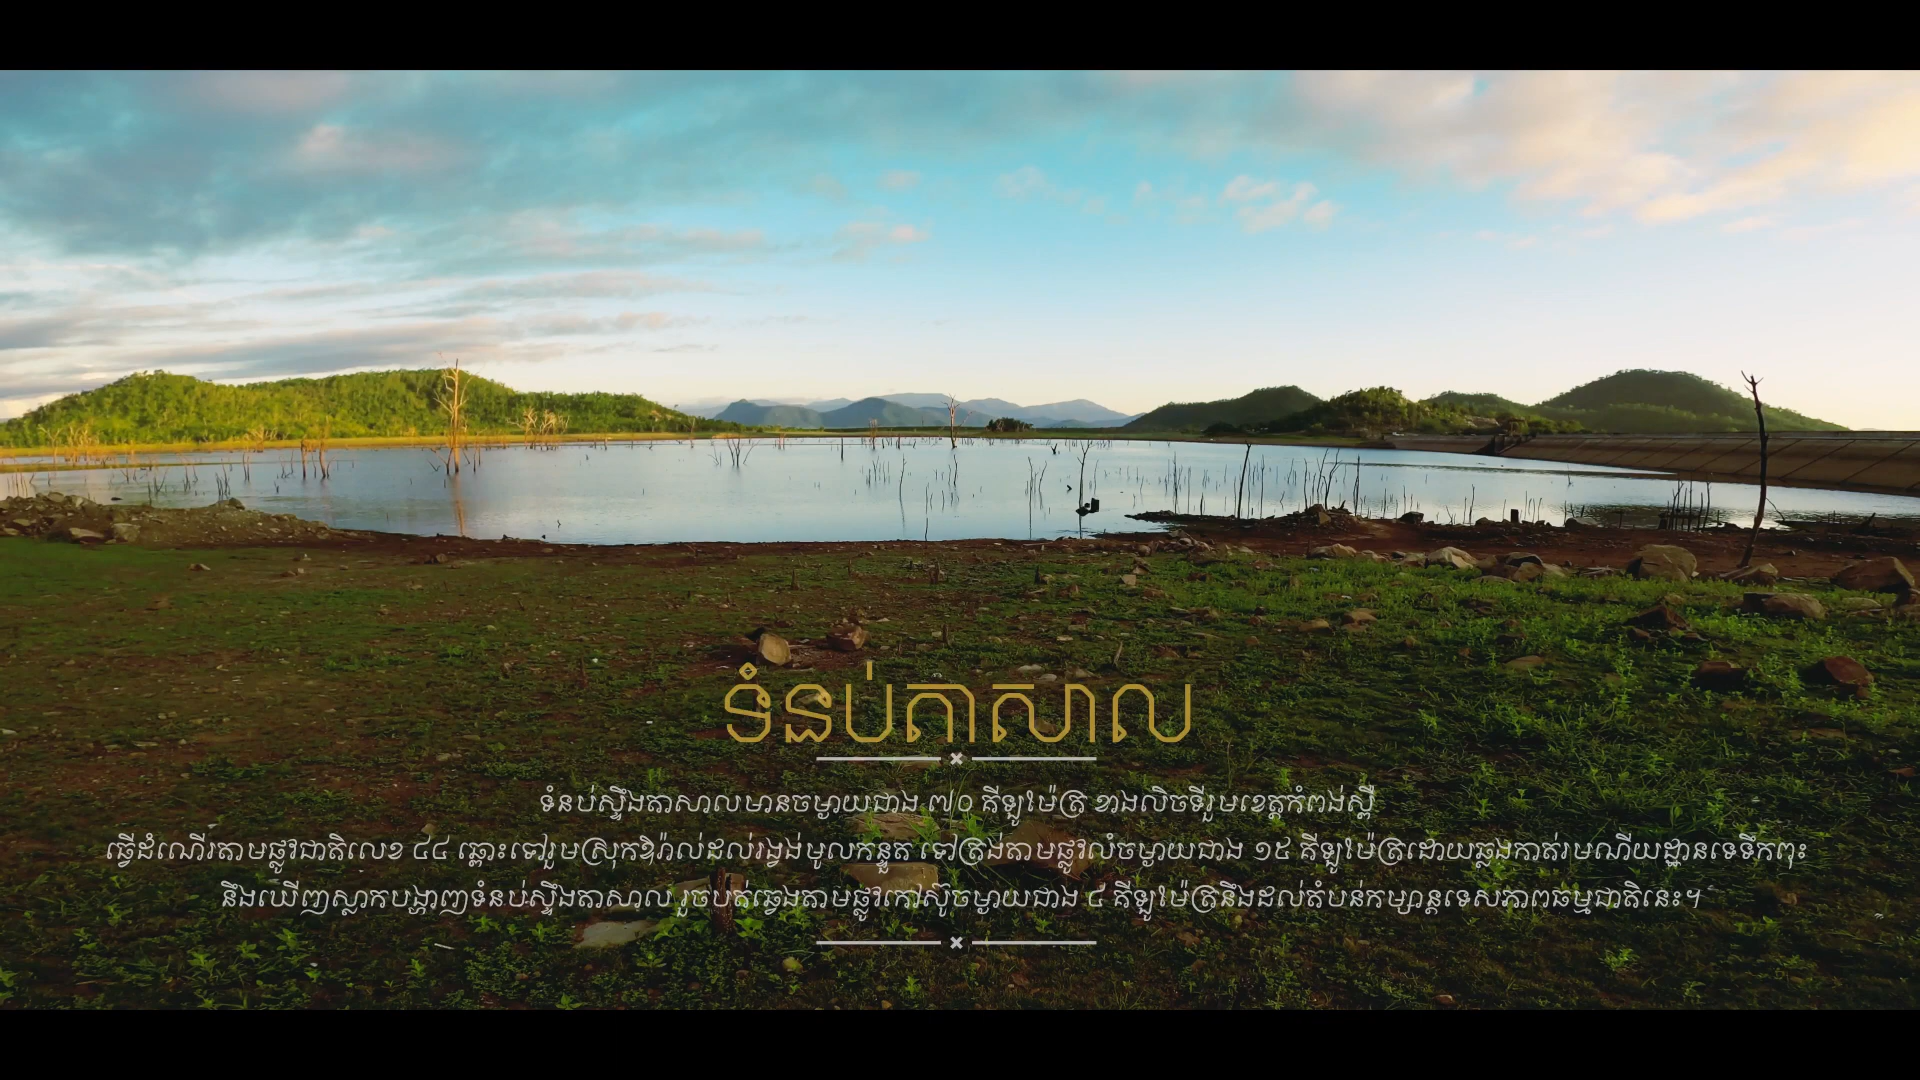 ទំនប់តាសាល
ទំនប់ស្ទឹងតាសាលមានចម្ងាយជាង ៧០ គីឡូម៉ែត្រ ខាងលិចទីរួមខេត្តកំពង់ស្ពឺ
ធ្វើដំណើរតាមផ្លូវជាតិលេខ ៤៤ ឆ្ពោះទៅរួមស្រុកឱរ៉ាល់ដល់រង្វង់មូលកន្ទួត ទៅត្រង់តាមផ្លូវលំចម្ងាយជាង ១៥ គីឡូម៉ែត្រដោយឆ្លងកាត់រមណីយដ្ឋានទេទឹកពុះ
នឹងឃើញស្លាកបង្ហាញទំនប់ស្ទឹងតាសាល រួចបត់ឆ្វេងតាមផ្លូវកៅស៊ូចម្ងាយជាង ៤ គីឡូម៉ែត្រនឹងដល់តំបន់កម្សាន្តទេសភាពធម្មជាតិនេះ។